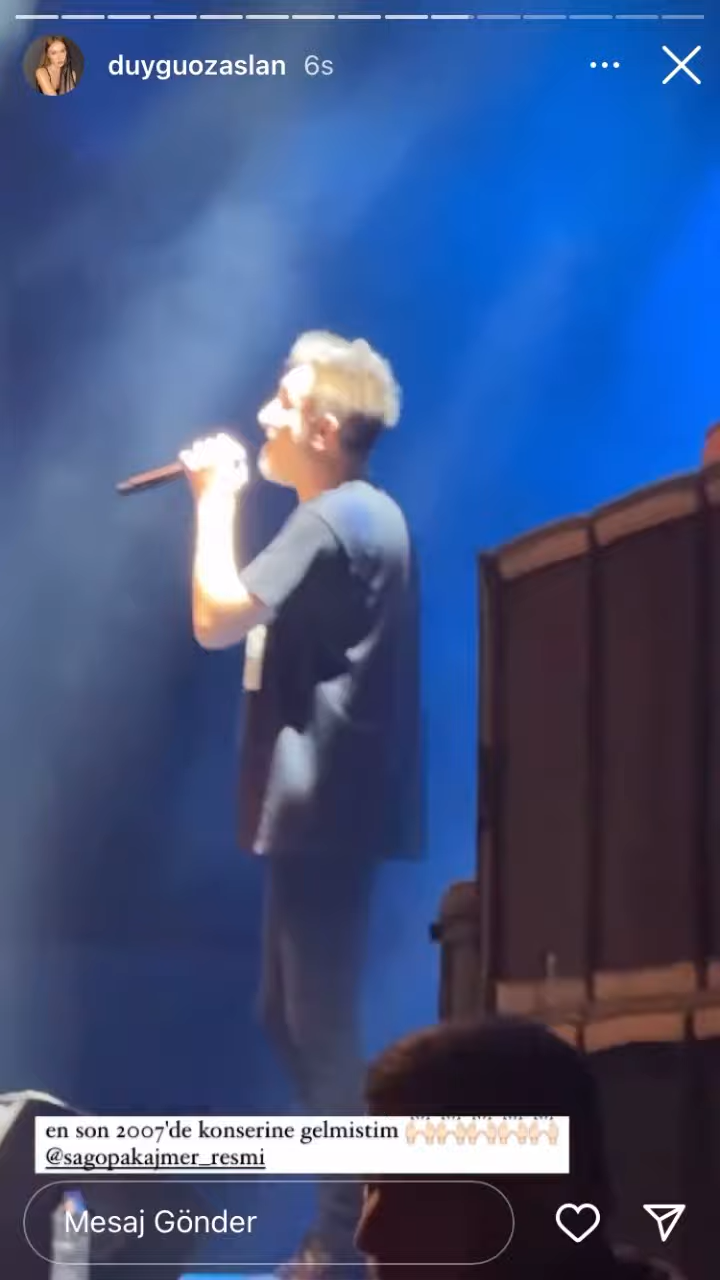 duyguozaslan 6s
en son 2007'de konserine gelmistim 🙌🏻🙌🏻🙌🏻🙌🏻🙌🏻
@sagopakajmer_resmi
Mesaj Gönder